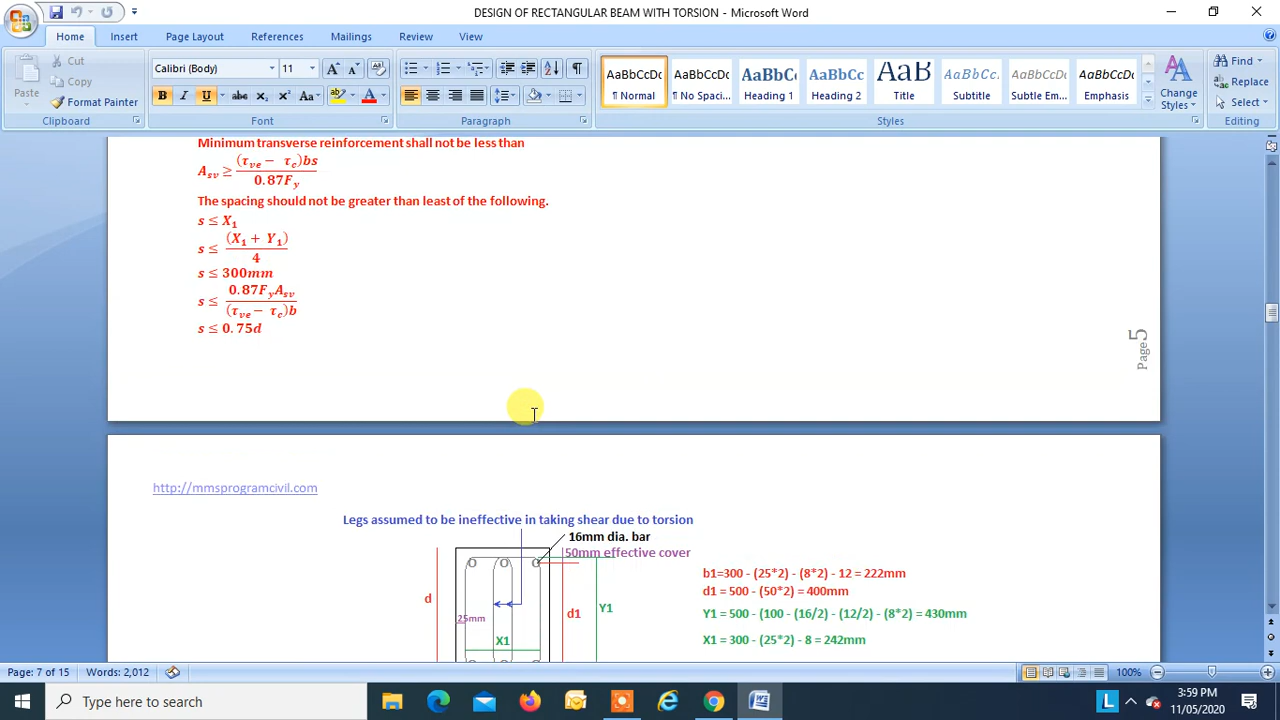 DESIGN OF RECTANGULAR BEAM WITH TORSION - Microsoft Word
Home Insert Page Layout References Mailings Review View
Paste
Cut
Copy
Format Painter
Clipboard
Calibri (Body) 11
B I U abc x₂ x² Aa
Font
Paragraph
AaBbCcDc AaBbCcDc AaBbC AaBbCc AaB AaBbCc. AaBbCcDc AaBbCcDc
¶ Normal ¶ No Spaci... Heading 1 Heading 2 Title Subtitle Subtle Em... Emphasis
Change Styles
Styles
Find
Replace
Select
Editing
Minimum transverse reinforcement shall not be less than
A_sv ≥ (τ_ve − τ_c)bs / 0.87F_y
The spacing should not be greater than least of the following.
s ≤ X₁
s ≤ (X₁ + Y₁) / 4
s ≤ 300mm
s ≤ 0.87F_yA_sv / (τ_ve − τ_c)b
s ≤ 0.75d
Page 5
http://mmsprogramcivil.com
Legs assumed to be ineffective in taking shear due to torsion
16mm dia. bar
50mm effective cover
b1=300 - (25*2) - (8*2) - 12 = 222mm
d1 = 500 - (50*2) = 400mm
d
d1
Y1
Y1 = 500 - (100 - (16/2) - (12/2) - (8*2) = 430mm
25mm
X1
X1 = 300 - (25*2) - 8 = 242mm
Page: 7 of 15 Words: 2,012 100%
Type here to search
L
W
3:59 PM
11/05/2020